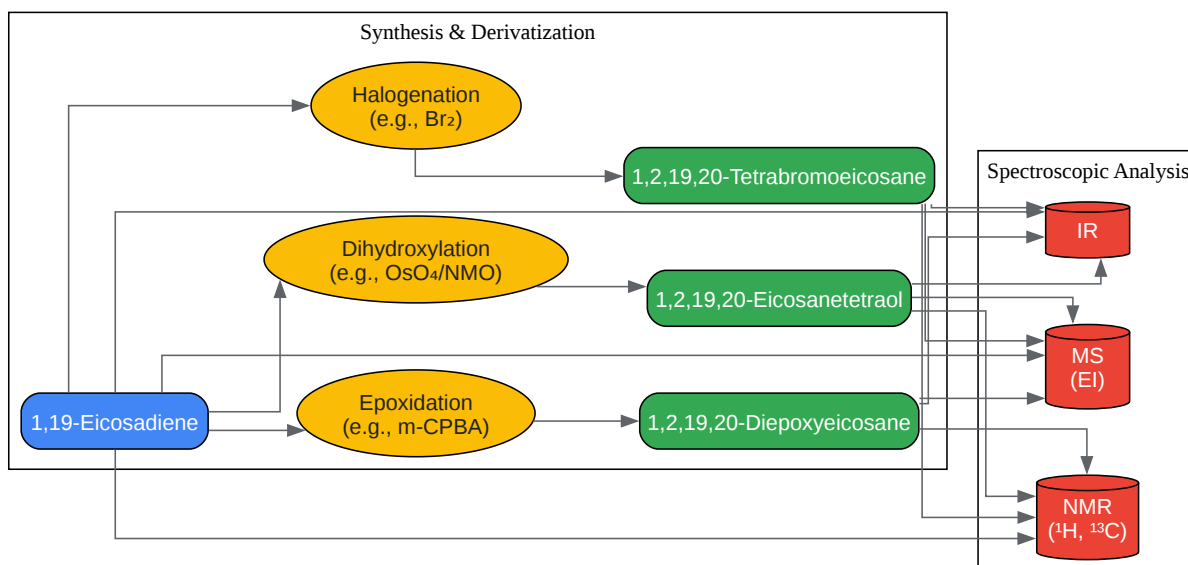 Synthesis & Derivatization
Halogenation
(e.g., Br₂)
1,2,19,20-Tetrabromoeicosane
Spectroscopic Analysis
IR
Dihydroxylation
(e.g., OsO₄/NMO)
1,2,19,20-Eicosanetetraol
MS
(EI)
1,19-Eicosadiene
Epoxidation
(e.g., m-CPBA)
1,2,19,20-Diepoxyeicosane
NMR
(¹H, ¹³C)